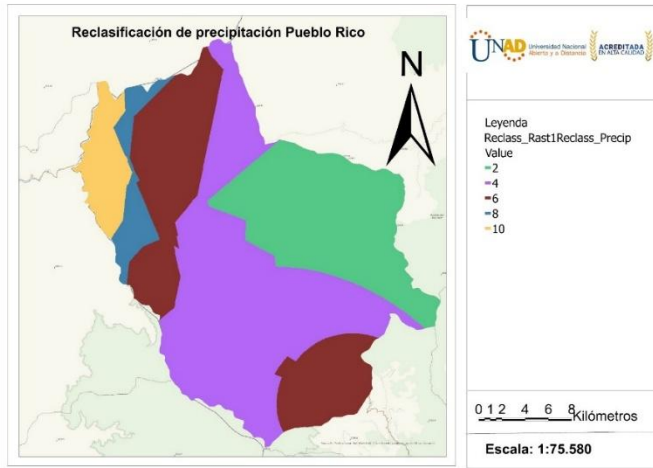 Reclasificación de precipitación Pueblo Rico
N
UNAD Universidad Nacional
Abierta y a Distancia
ACREDITADA
EN ALTA CALIDAD
Leyenda
Reclass_Rast1Reclass_Precip
Value
2
4
6
8
10
0 1 2 4 6 8 Kilómetros
Escala: 1:75.580